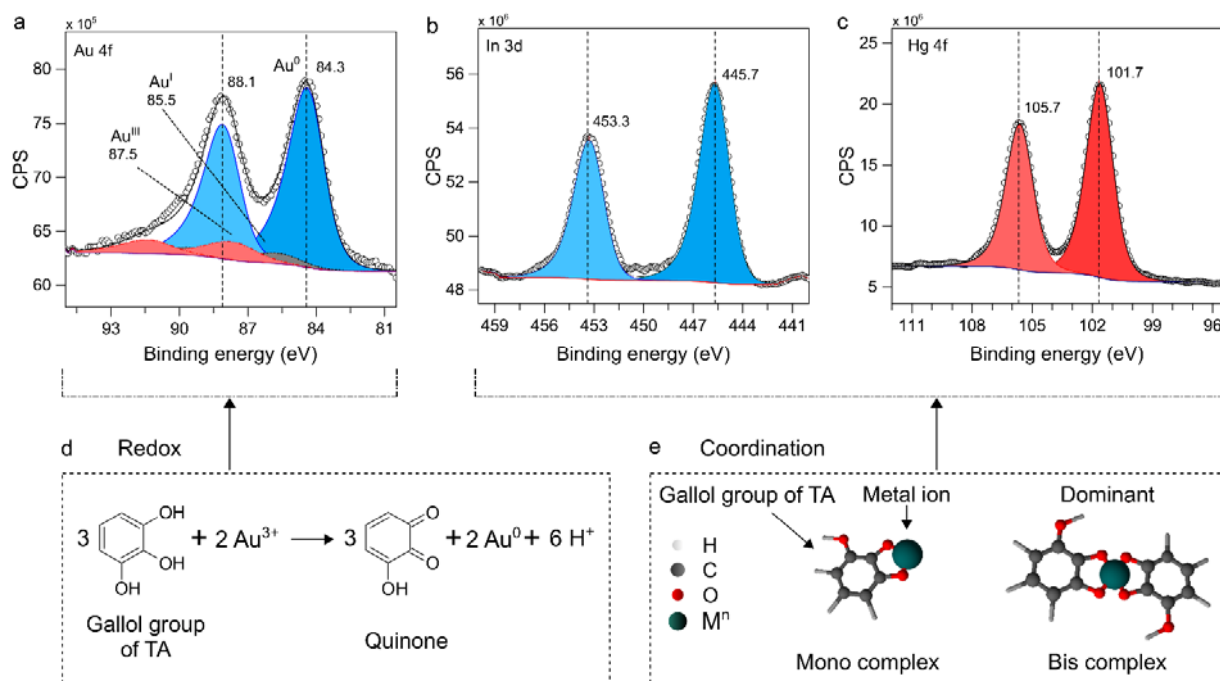 a
x 10⁵
Au 4f
Au⁰
84.3
88.1
Auᴵ
85.5
Auᴵᴵᴵ
87.5
80
75
70
65
60
CPS
93
90
87
84
81
Binding energy (eV)
b
x 10⁶
In 3d
445.7
453.3
56
54
52
50
48
459
456
453
450
447
444
441
Binding energy (eV)
c
x 10⁶
Hg 4f
101.7
105.7
25
20
15
10
5
CPS
111
108
105
102
99
96
Binding energy (eV)
d Redox
3
OH
OH
OH
+ 2 Au³⁺
3
O
O
OH
+ 2 Au⁰ + 6 H⁺
Gallol group
of TA
Quinone
e Coordination
Gallol group of TA
Metal ion
Dominant
H
C
O
Mⁿ
Mono complex
Bis complex